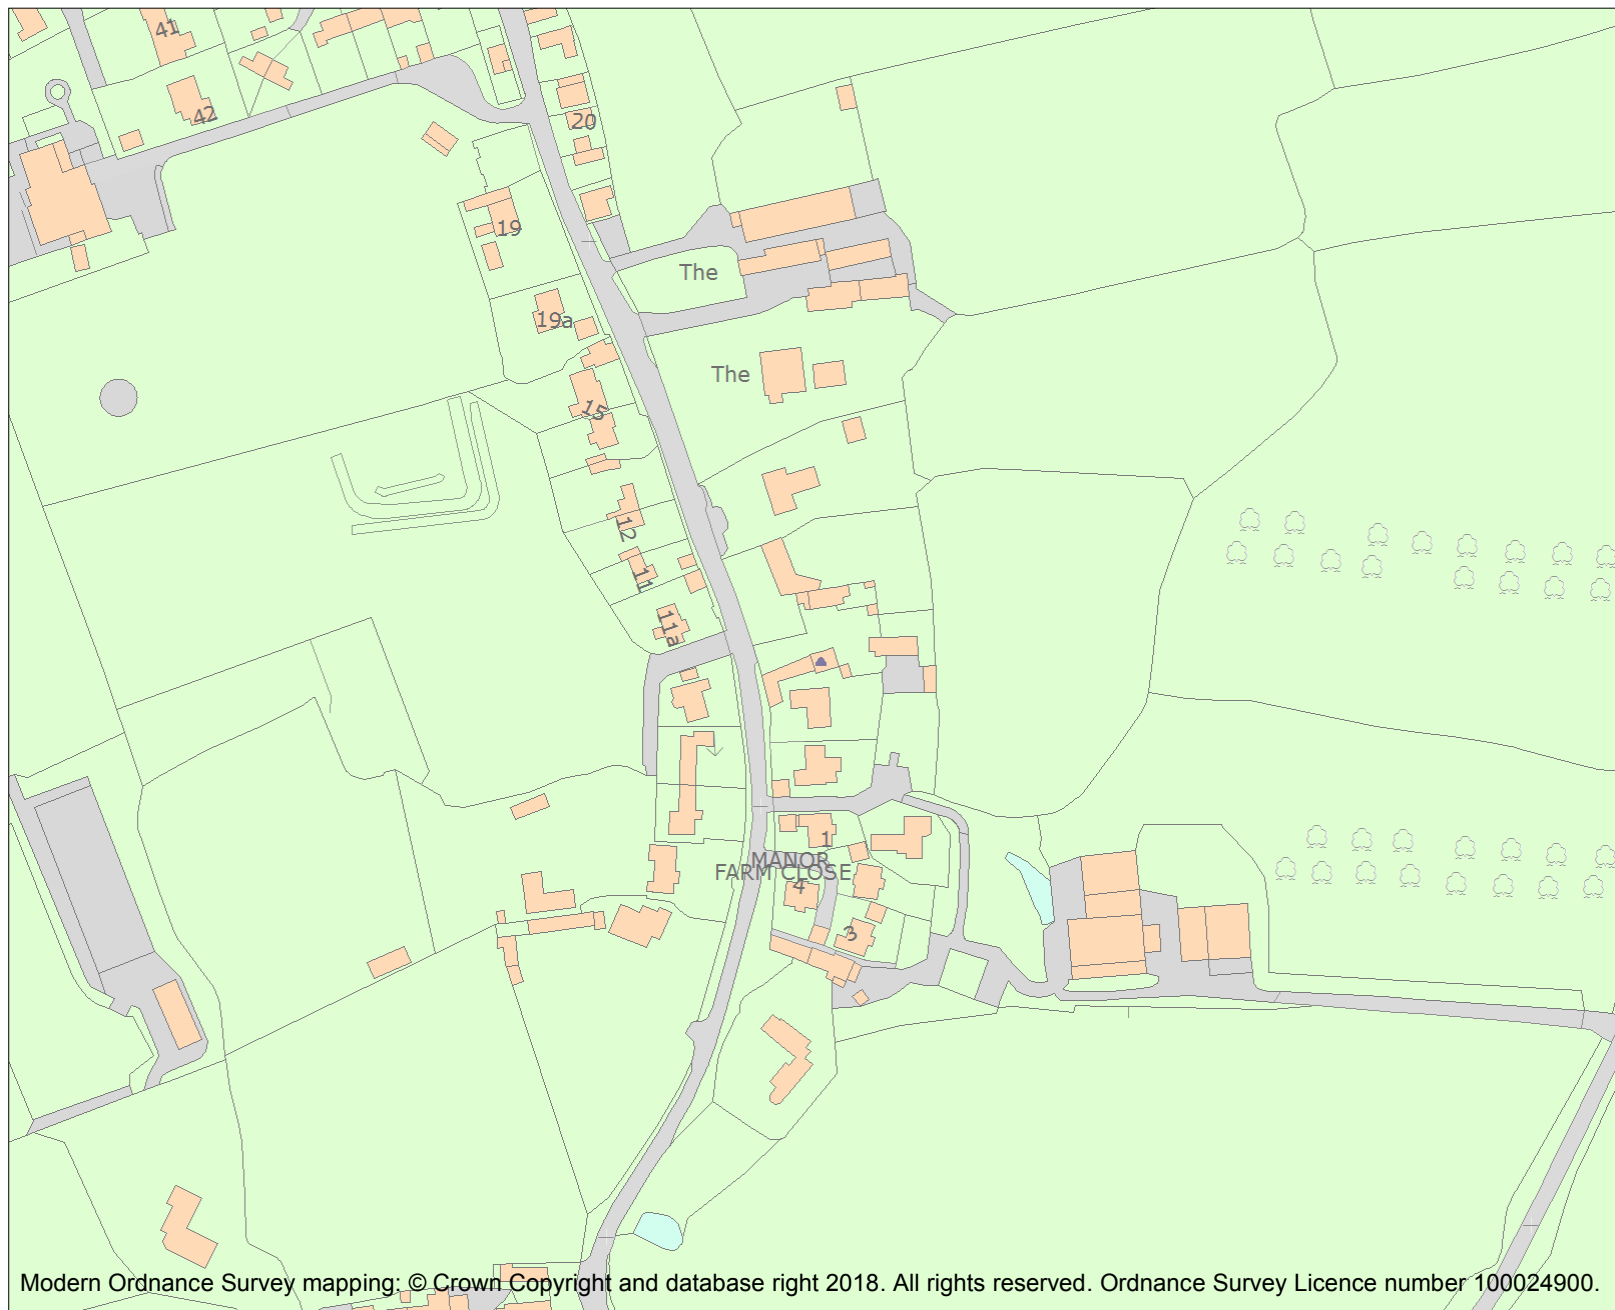 41
42
20
19
The
19a
The
15
12
11
11a
1
MANOR
FARM CLOSE
4
3
Modern Ordnance Survey mapping: © Crown Copyright and database right 2018. All rights reserved. Ordnance Survey Licence number 100024900.